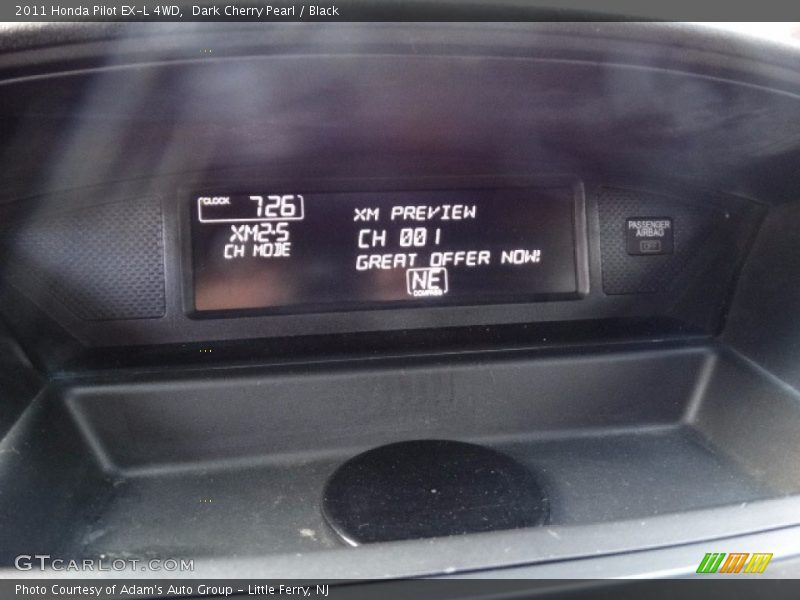 2011 Honda Pilot EX-L 4WD, Dark Cherry Pearl / Black
CLOCK 7:26
XM2-5
CH MODE
XM PREVIEW
CH 001
GREAT OFFER NOW!
NE
COMPASS
PASSENGER
AIRBAG
OFF
GTCARLOT.COM
Photo Courtesy of Adam's Auto Group - Little Ferry, NJ